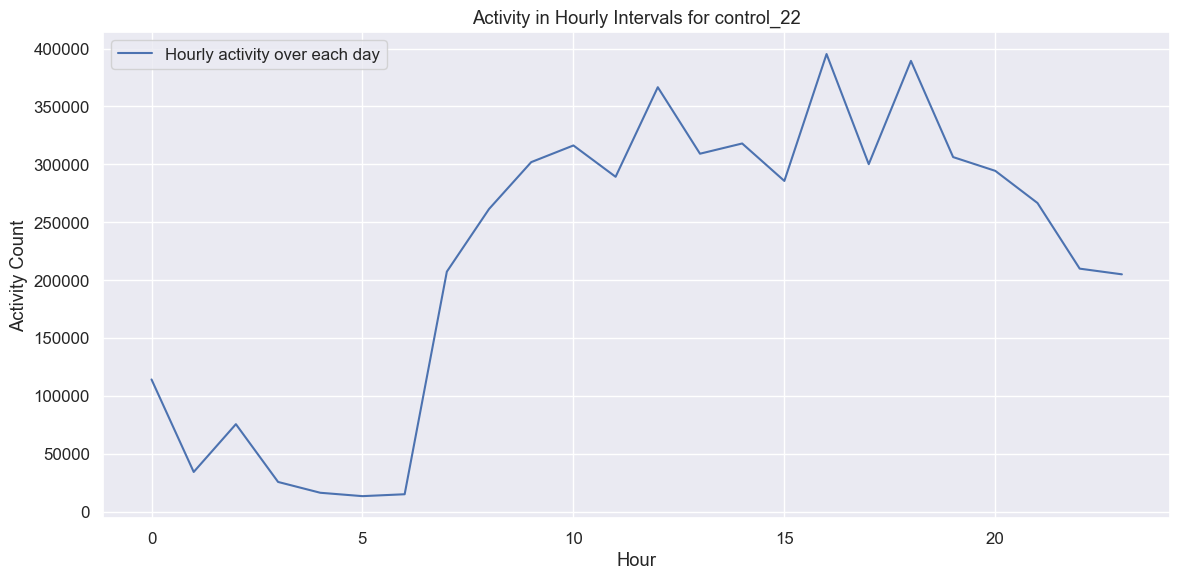 Activity in Hourly Intervals for control_22
Hourly activity over each day
400000
350000
300000
250000
200000
150000
100000
50000
0
Activity Count
0 5 10 15 20
Hour